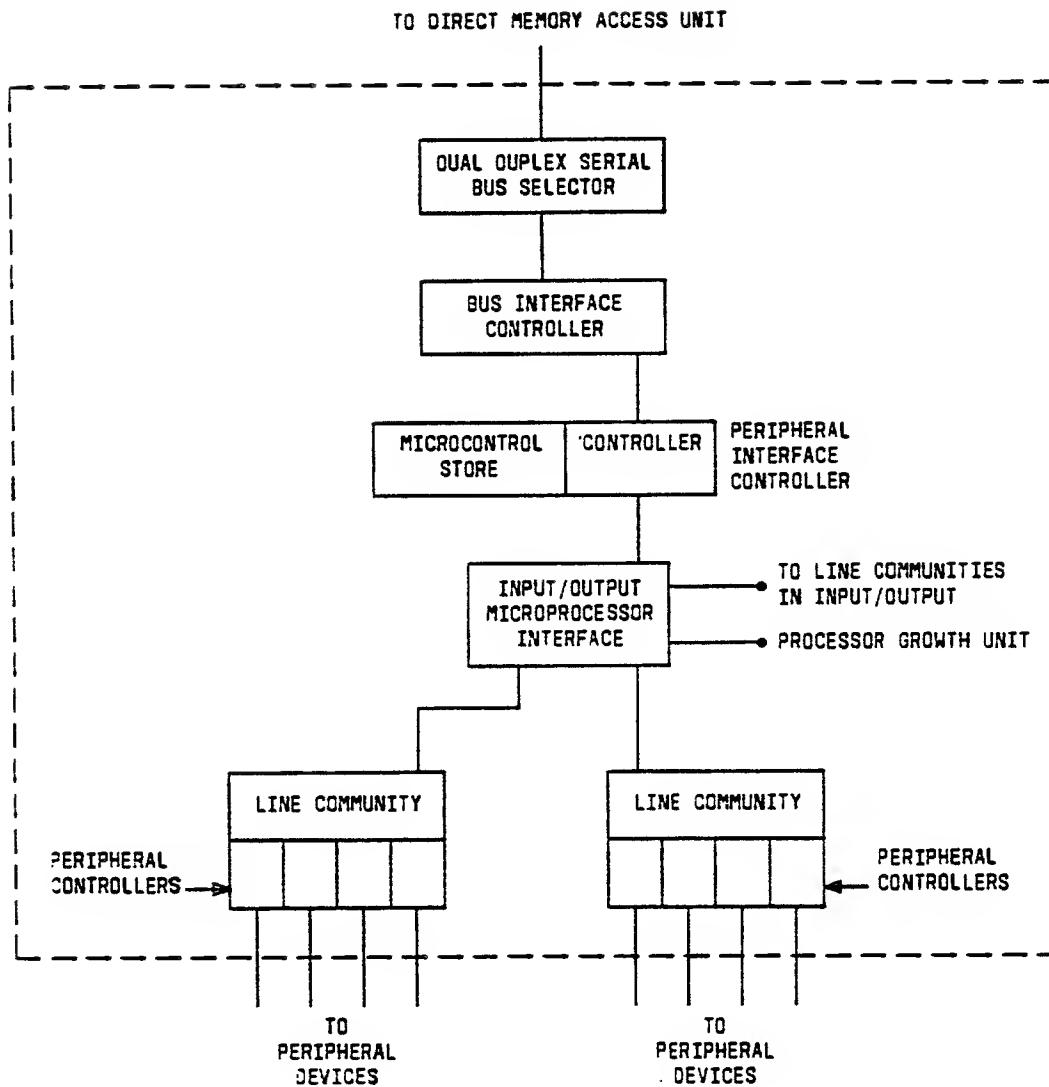 TO DIRECT MEMORY ACCESS UNIT
DUAL DUPLEX SERIAL
BUS SELECTOR
BUS INTERFACE
CONTROLLER
MICROCONTROL
STORE
CONTROLLER
PERIPHERAL
INTERFACE
CONTROLLER
INPUT/OUTPUT
MICROPROCESSOR
INTERFACE
TO LINE COMMUNITIES
IN INPUT/OUTPUT
PROCESSOR GROWTH UNIT
LINE COMMUNITY
LINE COMMUNITY
PERIPHERAL
CONTROLLERS
PERIPHERAL
CONTROLLERS
TO
PERIPHERAL
DEVICES
TO
PERIPHERAL
DEVICES